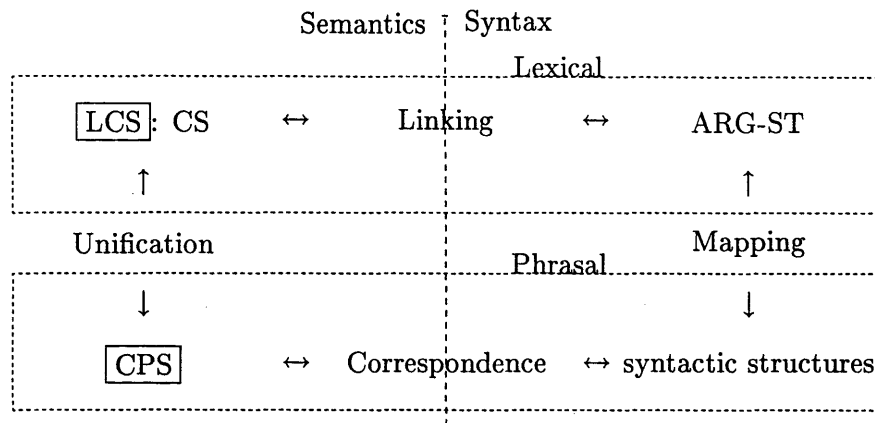 Semantics Syntax
Lexical
LCS: CS ↔ Linking ↔ ARG-ST
↑ ↑
Unification Mapping
Phrasal
↓ ↓
CPS ↔ Correspondence ↔ syntactic structures